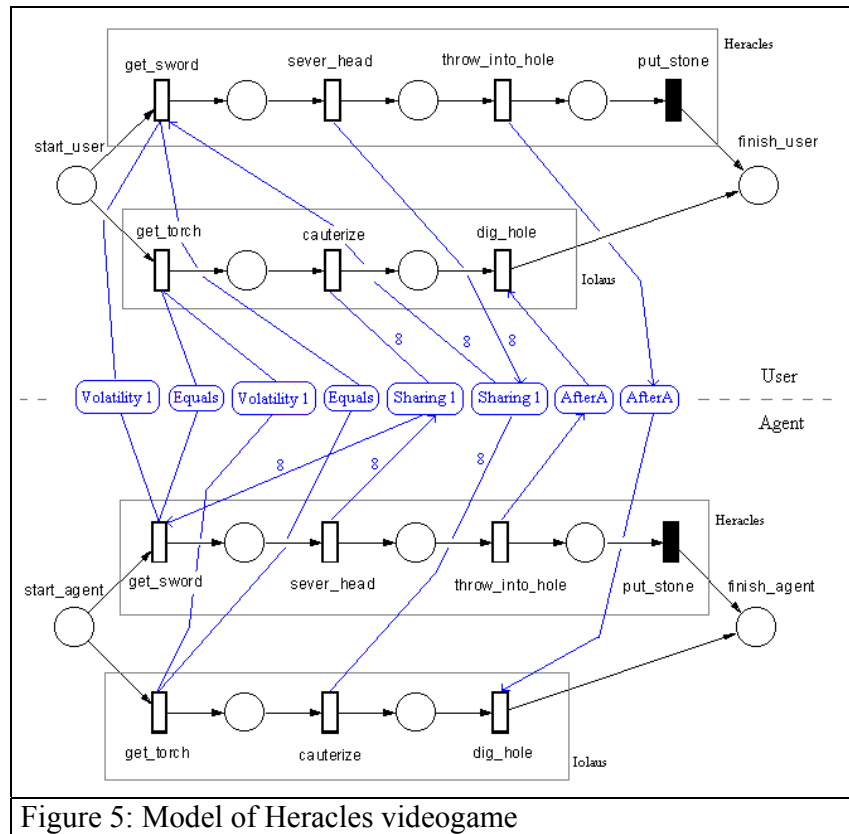 Heracles
get_sword
sever_head
throw_into_hole
put_stone
start_user
finish_user
get_torch
cauterize
dig_hole
Iolaus
8
8
8
Volatility 1
Equals
Volatility 1
Equals
Sharing 1
Sharing 1
AfterA
AfterA
User
Agent
8
8
8
Heracles
get_sword
sever_head
throw_into_hole
put_stone
start_agent
finish_agent
get_torch
cauterize
dig_hole
Iolaus
Figure 5: Model of Heracles videogame